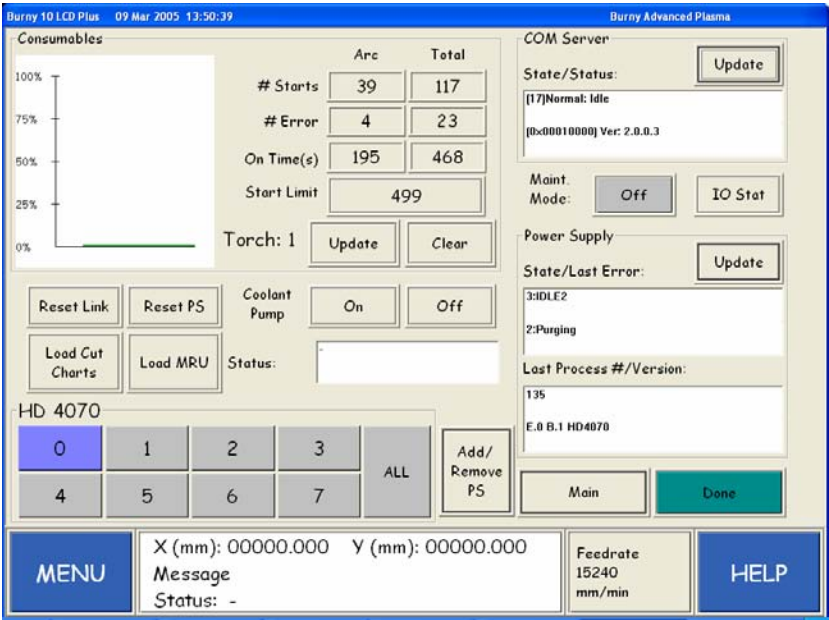 Burny 10 LCD Plus 09 Mar 2005 13:50:39 Burny Advanced Plasma
Consumables
Arc Total
100%
75%
50%
25%
0%
# Starts 39 117
# Error 4 23
On Time(s) 195 468
Start Limit 499
Torch: 1 Update Clear
COM Server
State/Status: Update
(17)Normal: Idle
(0x00010000) Ver: 2.0.0.3
Maint.
Mode: Off IO Stat
Power Supply
State/Last Error: Update
3:IDLE2
2:Purging
Last Process #/Version:
135
E.0 B.1 HD4070
Reset Link Reset PS
Coolant
Pump
On Off
Load Cut
Charts
Load MRU
Status: -
HD 4070
0 1 2 3
ALL
4 5 6 7
Add/
Remove
PS
Main Done
MENU
X (mm): 00000.000 Y (mm): 00000.000
Message
Status: -
Feedrate
15240
mm/min
HELP